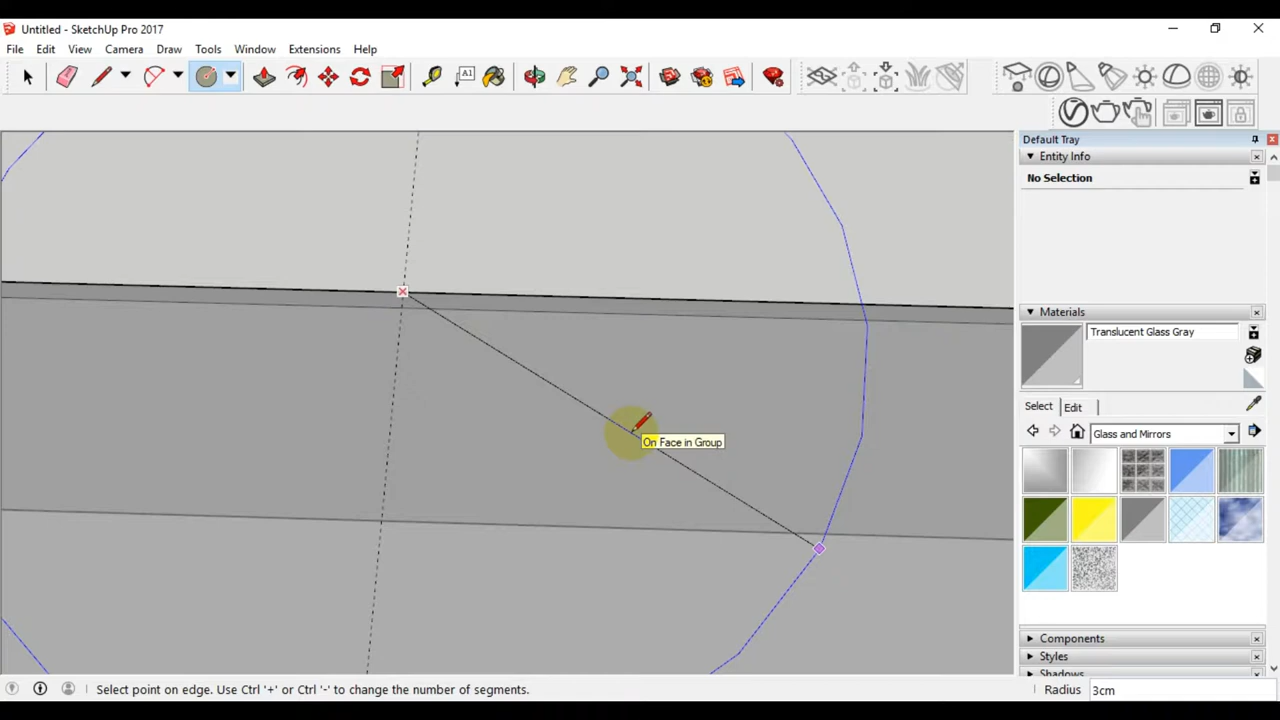 Untitled - SketchUp Pro 2017
File Edit View Camera Draw Tools Window Extensions Help
A1
Default Tray
Entity Info
No Selection
Materials
Translucent Glass Gray
Select Edit
Glass and Mirrors
On Face in Group
Components
Styles
Shadows
Select point on edge. Use Ctrl '+' or Ctrl '-' to change the number of segments.
Radius 3cm